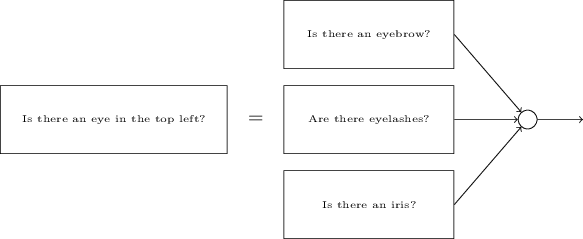 Is there an eyebrow?
Is there an eye in the top left?
=
Are there eyelashes?
Is there an iris?